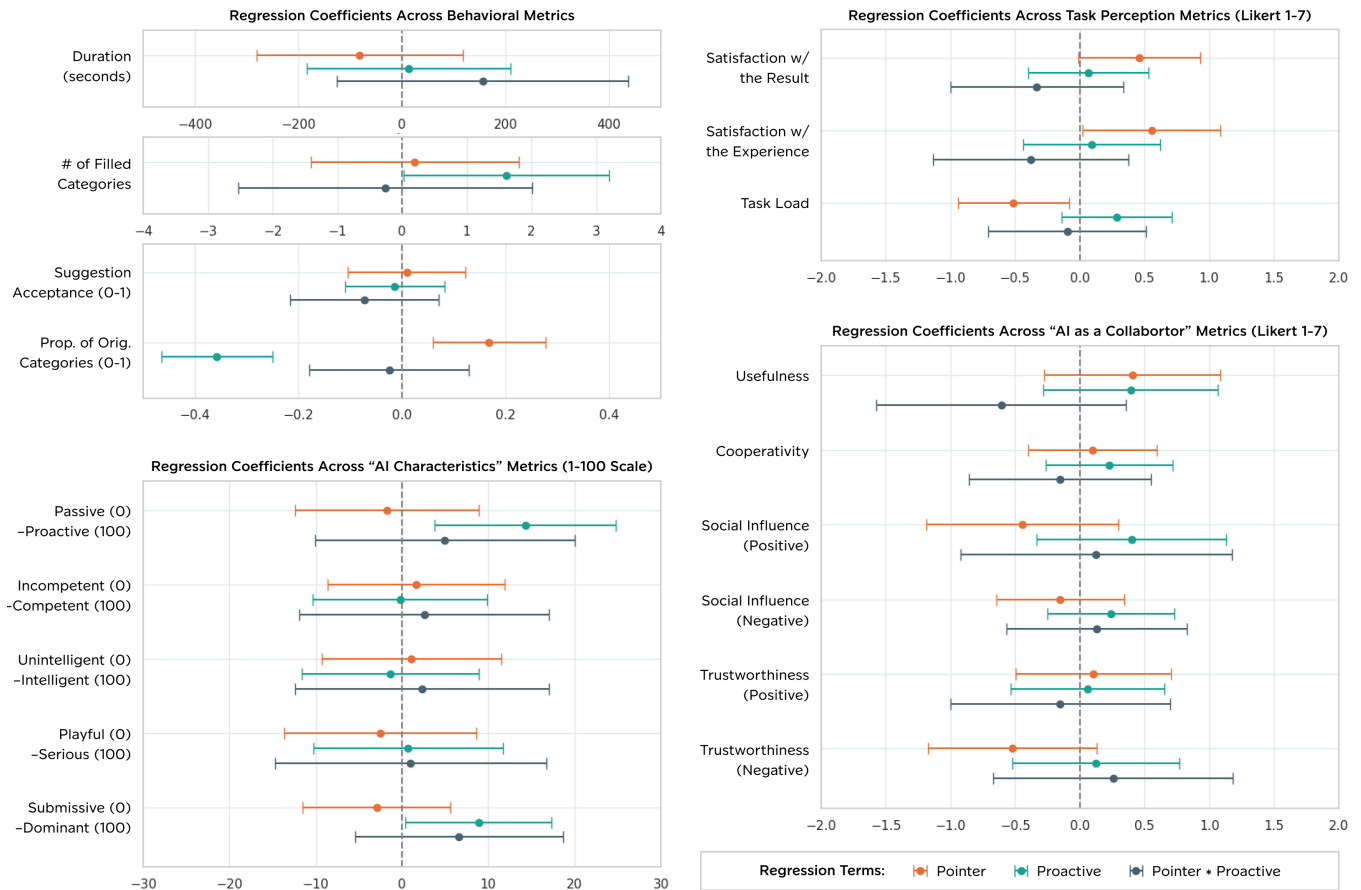 Regression Coefficients Across Behavioral Metrics
Duration
(seconds)
−400 −200 0 200 400
# of Filled
Categories
−4 −3 −2 −1 0 1 2 3 4
Suggestion
Acceptance (0-1)
Prop. of Orig.
Categories (0-1)
−0.4 −0.2 0.0 0.2 0.4
Regression Coefficients Across “AI Characteristics” Metrics (1-100 Scale)
Passive (0)
–Proactive (100)
Incompetent (0)
-Competent (100)
Unintelligent (0)
–Intelligent (100)
Playful (0)
–Serious (100)
Submissive (0)
–Dominant (100)
−30 −20 −10 0 10 20 30
Regression Coefficients Across Task Perception Metrics (Likert 1-7)
Satisfaction w/
the Result
Satisfaction w/
the Experience
Task Load
−2.0 −1.5 −1.0 −0.5 0.0 0.5 1.0 1.5 2.0
Regression Coefficients Across “AI as a Collabortor” Metrics (Likert 1-7)
Usefulness
Cooperativity
Social Influence
(Positive)
Social Influence
(Negative)
Trustworthiness
(Positive)
Trustworthiness
(Negative)
−2.0 −1.5 −1.0 −0.5 0.0 0.5 1.0 1.5 2.0
Regression Terms: Pointer Proactive Pointer * Proactive